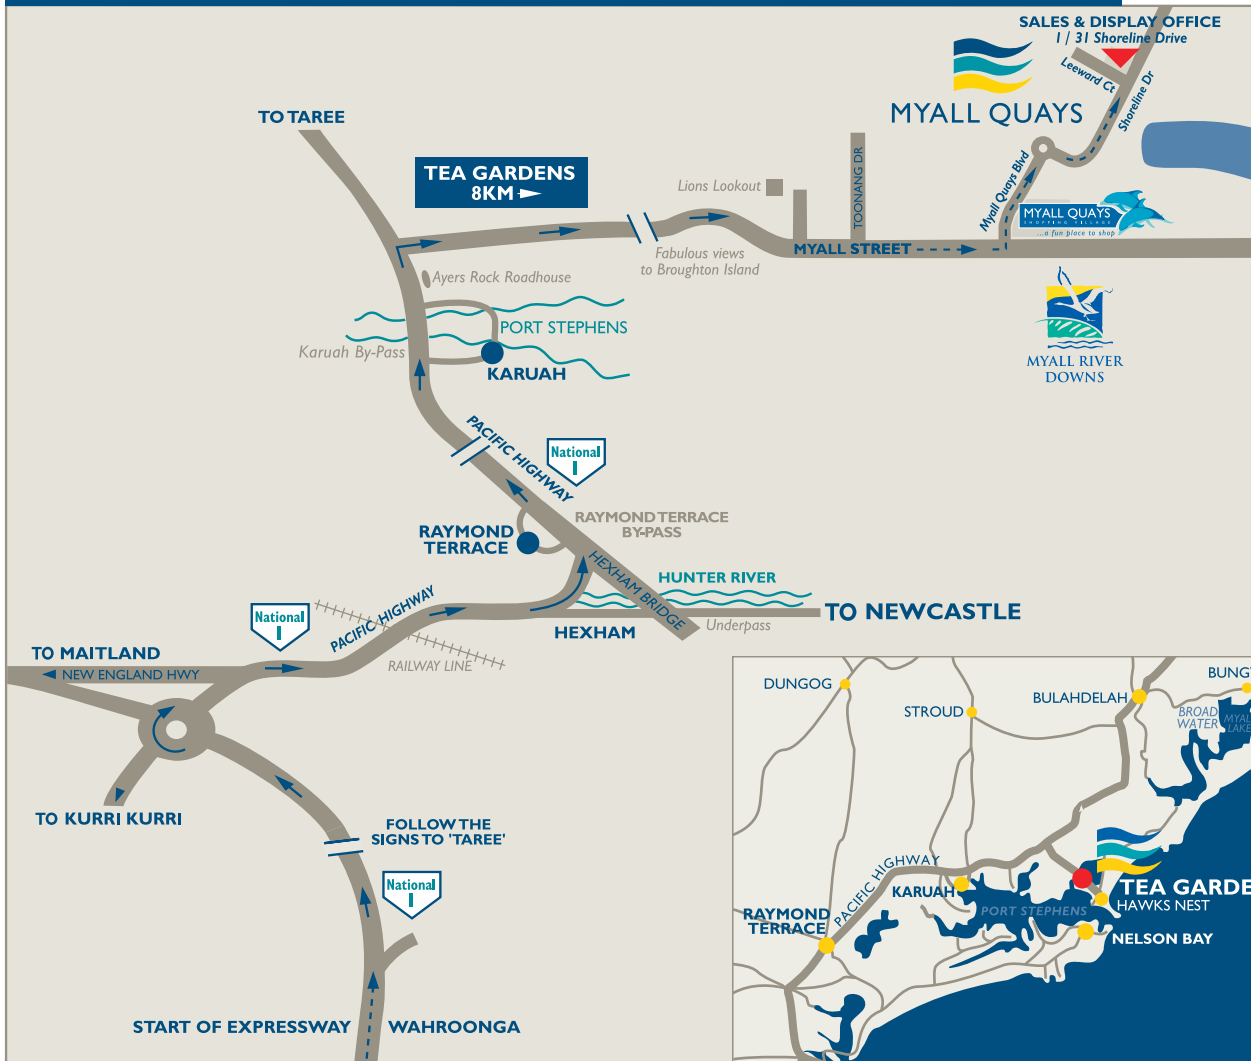 SALES & DISPLAY OFFICE
1 / 31 Shoreline Drive
Leeward Ct
Shoreline Dr
MYALL QUAYS
TO TAREE
TEA GARDENS
8KM
Lions Lookout
TOONANG DR
Myall Quays Blvd
MYALL QUAYS
SHOPPING VILLAGE
...a fun place to shop
MYALL STREET
Fabulous views
to Broughton Island
Ayers Rock Roadhouse
PORT STEPHENS
Karuah By-Pass
KARUAH
MYALL RIVER
DOWNS
PACIFIC HIGHWAY
National
1
RAYMOND TERRACE
BY-PASS
RAYMOND
TERRACE
HEXHAM BRIDGE
HUNTER RIVER
TO NEWCASTLE
HEXHAM
Underpass
National
1
PACIFIC HIGHWAY
RAILWAY LINE
TO MAITLAND
NEW ENGLAND HWY
TO KURRI KURRI
FOLLOW THE
SIGNS TO 'TAREE'
National
1
START OF EXPRESSWAY
WAHROONGA
DUNGOG
STROUD
BULAHDELAH
BROAD
WATER
PACIFIC HIGHWAY
KARUAH
PORT STEPHENS
TEA GARDE
HAWKS NEST
RAYMOND
TERRACE
NELSON BAY